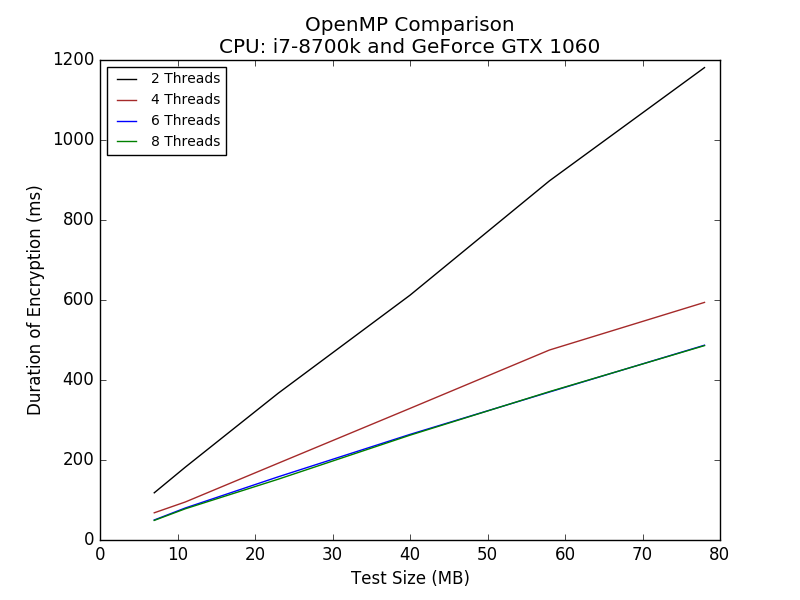 OpenMP Comparison
CPU: i7-8700k and GeForce GTX 1060
2 Threads
4 Threads
6 Threads
8 Threads
Duration of Encryption (ms)
1200
1000
800
600
400
200
0
0 10 20 30 40 50 60 70 80
Test Size (MB)